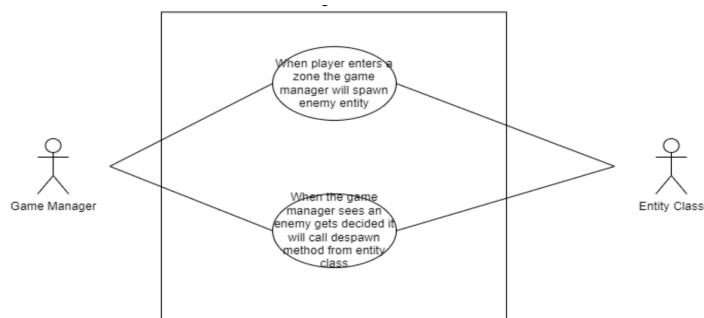 When player enters a
zone the game
manager will spawn
enemy entity
Game Manager
Entity Class
When the game
manager sees an
enemy gets decided it
will call despawn
method from entity
class